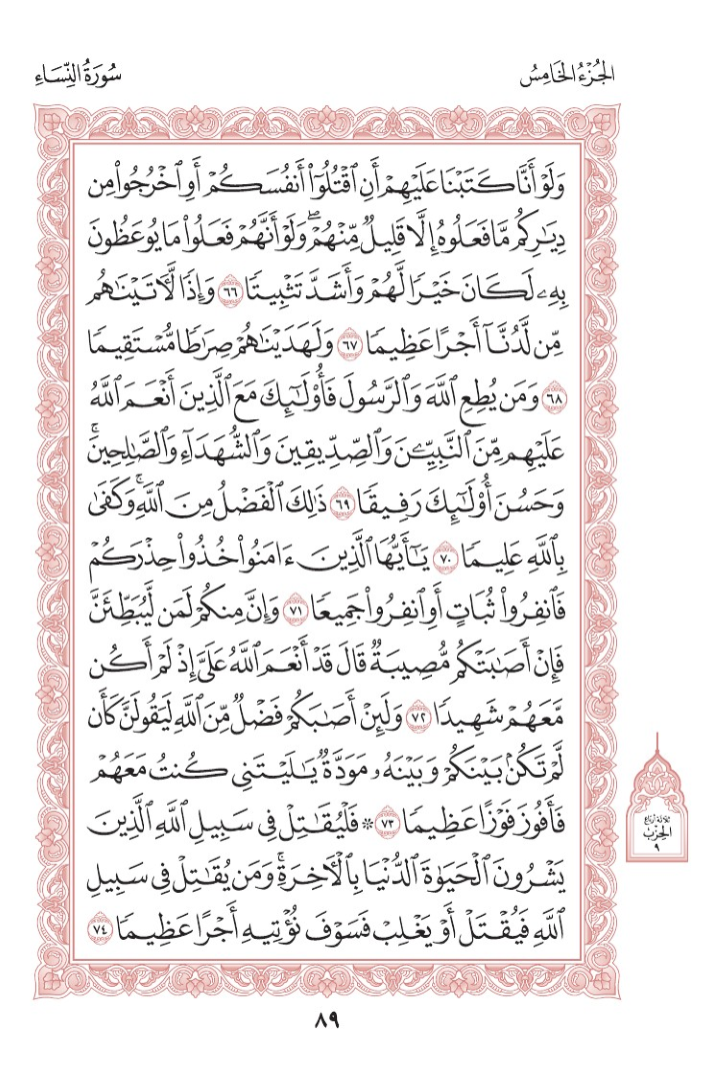 الجُزْءُ الخَامِسُ
سُورَةُ النِّسَاءِ
وَلَوۡ أَنَّا كَتَبۡنَا عَلَيۡهِمۡ أَنِ ٱقۡتُلُوٓاْ أَنفُسَكُمۡ أَوِ ٱخۡرُجُواْ مِن
دِيَٰرِكُم مَّا فَعَلُوهُ إِلَّا قَلِيلٞ مِّنۡهُمۡۖ وَلَوۡ أَنَّهُمۡ فَعَلُواْ مَا يُوعَظُونَ
بِهِۦ لَكَانَ خَيۡرٗا لَّهُمۡ وَأَشَدَّ تَثۡبِيتٗا ٦٦ وَإِذٗا لَّأٓتَيۡنَٰهُم
مِّن لَّدُنَّآ أَجۡرًا عَظِيمٗا ٦٧ وَلَهَدَيۡنَٰهُمۡ صِرَٰطٗا مُّسۡتَقِيمٗا
٦٨ وَمَن يُطِعِ ٱللَّهَ وَٱلرَّسُولَ فَأُوْلَٰٓئِكَ مَعَ ٱلَّذِينَ أَنۡعَمَ ٱللَّهُ
عَلَيۡهِم مِّنَ ٱلنَّبِيِّـۧنَ وَٱلصِّدِّيقِينَ وَٱلشُّهَدَآءِ وَٱلصَّٰلِحِينَۚ
وَحَسُنَ أُوْلَٰٓئِكَ رَفِيقٗا ٦٩ ذَٰلِكَ ٱلۡفَضۡلُ مِنَ ٱللَّهِۚ وَكَفَىٰ
بِٱللَّهِ عَلِيمٗا ٧٠ يَٰٓأَيُّهَا ٱلَّذِينَ ءَامَنُواْ خُذُواْ حِذۡرَكُمۡ
فَٱنفِرُواْ ثُبَاتٍ أَوِ ٱنفِرُواْ جَمِيعٗا ٧١ وَإِنَّ مِنكُمۡ لَمَن لَّيُبَطِّئَنَّ
فَإِنۡ أَصَٰبَتۡكُم مُّصِيبَةٞ قَالَ قَدۡ أَنۡعَمَ ٱللَّهُ عَلَيَّ إِذۡ لَمۡ أَكُن
مَّعَهُمۡ شَهِيدٗا ٧٢ وَلَئِنۡ أَصَٰبَكُمۡ فَضۡلٞ مِّنَ ٱللَّهِ لَيَقُولَنَّ كَأَن
لَّمۡ تَكُنۢ بَيۡنَكُمۡ وَبَيۡنَهُۥ مَوَدَّةٞ يَٰلَيۡتَنِي كُنتُ مَعَهُمۡ
فَأَفُوزَ فَوۡزًا عَظِيمٗا ٧٣ ۞ فَلۡيُقَٰتِلۡ فِي سَبِيلِ ٱللَّهِ ٱلَّذِينَ
يَشۡرُونَ ٱلۡحَيَوٰةَ ٱلدُّنۡيَا بِٱلۡأٓخِرَةِۚ وَمَن يُقَٰتِلۡ فِي سَبِيلِ
ٱللَّهِ فَيُقۡتَلۡ أَوۡ يَغۡلِبۡ فَسَوۡفَ نُؤۡتِيهِ أَجۡرًا عَظِيمٗا ٧٤
ثلاثة أرباع
الحِزْب
٩
٨٩